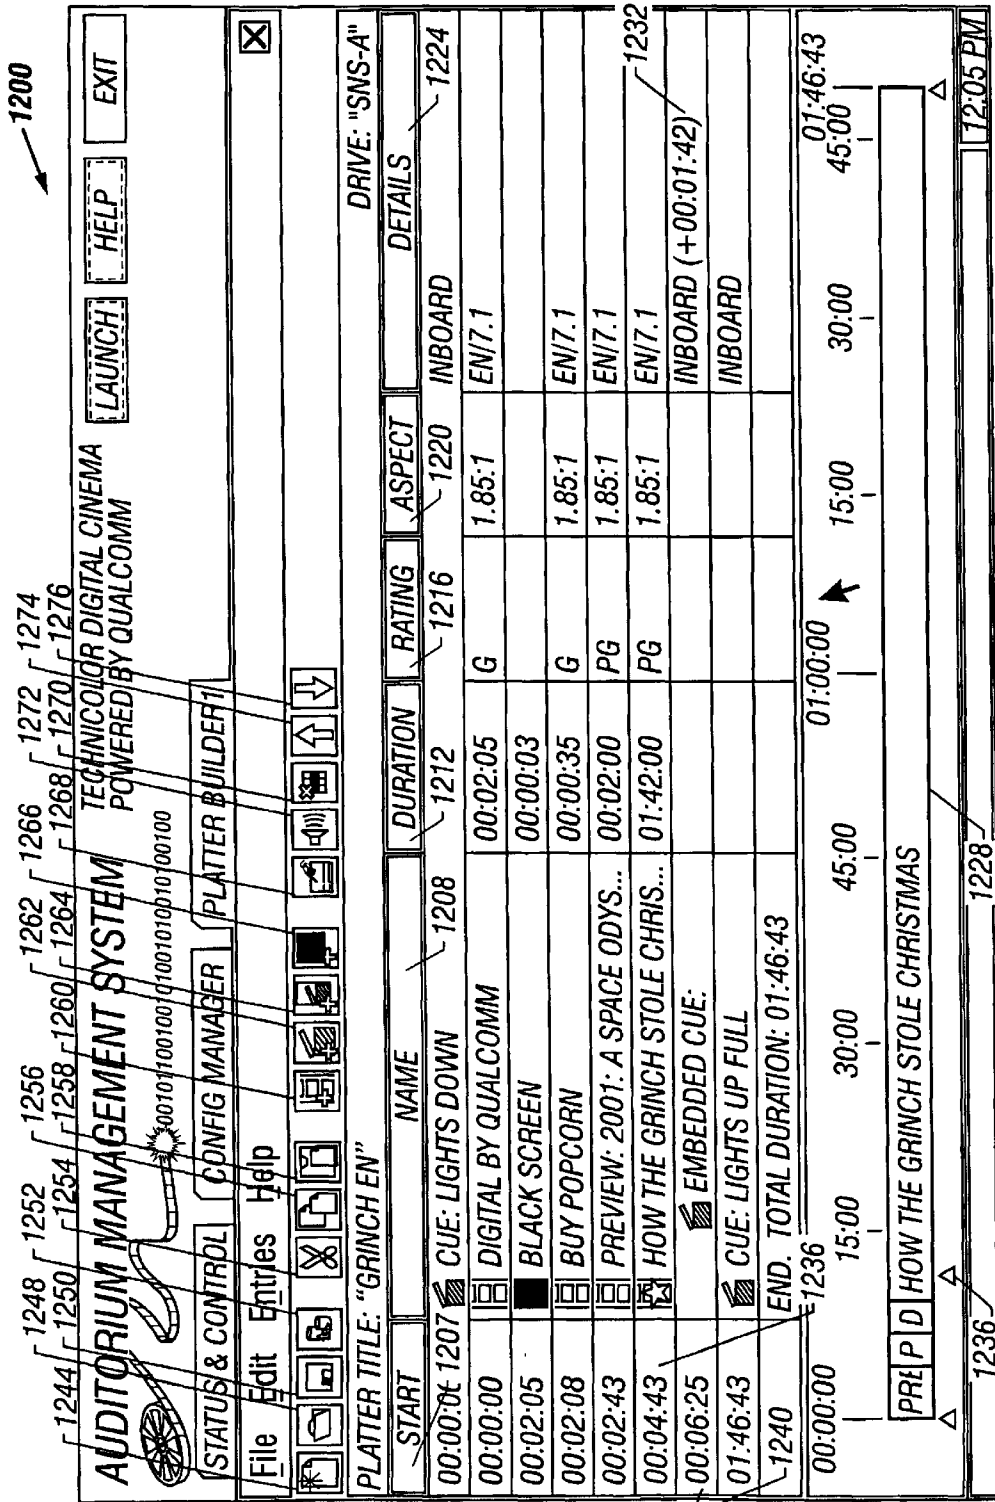 1200
1244 1248 1250 1252 1254 1256 1258 1260 1262 1264 1266 1268 1272 1270 1274 1276
AUDITORIUM MANAGEMENT SYSTEM
TECHNICOLOR DIGITAL CINEMA
POWERED BY QUALCOMM
LAUNCH HELP EXIT
STATUS & CONTROL CONFIG MANAGER PLATTER BUILDER1
File Edit Entries Help
PLATTER TITLE: "GRINCH EN" DRIVE: "SNS-A"
START NAME DURATION RATING ASPECT DETAILS
1207 1208 1212 1216 1220 1224
CUE: LIGHTS DOWN INBOARD
00:00:00 DIGITAL BY QUALCOMM 00:02:05 G 1.85:1 EN/7.1
00:02:05 BLACK SCREEN 00:00:03
00:02:08 BUY POPCORN 00:00:35 G 1.85:1 EN/7.1
00:02:43 PREVIEW: 2001: A SPACE ODYS... 00:02:00 PG 1.85:1 EN/7.1
00:04:43 HOW THE GRINCH STOLE CHRIS... 01:42:00 PG 1.85:1 EN/7.1
00:06:25 EMBEDDED CUE: INBOARD (+00:01:42)
1232
01:46:43 CUE: LIGHTS UP FULL INBOARD
END. TOTAL DURATION: 01:46:43
1240 1236
00:00:00 15:00 30:00 45:00 01:00:00 15:00 30:00 45:00 01:46:43
PRE P D HOW THE GRINCH STOLE CHRISTMAS
1236 1228
12:05 PM